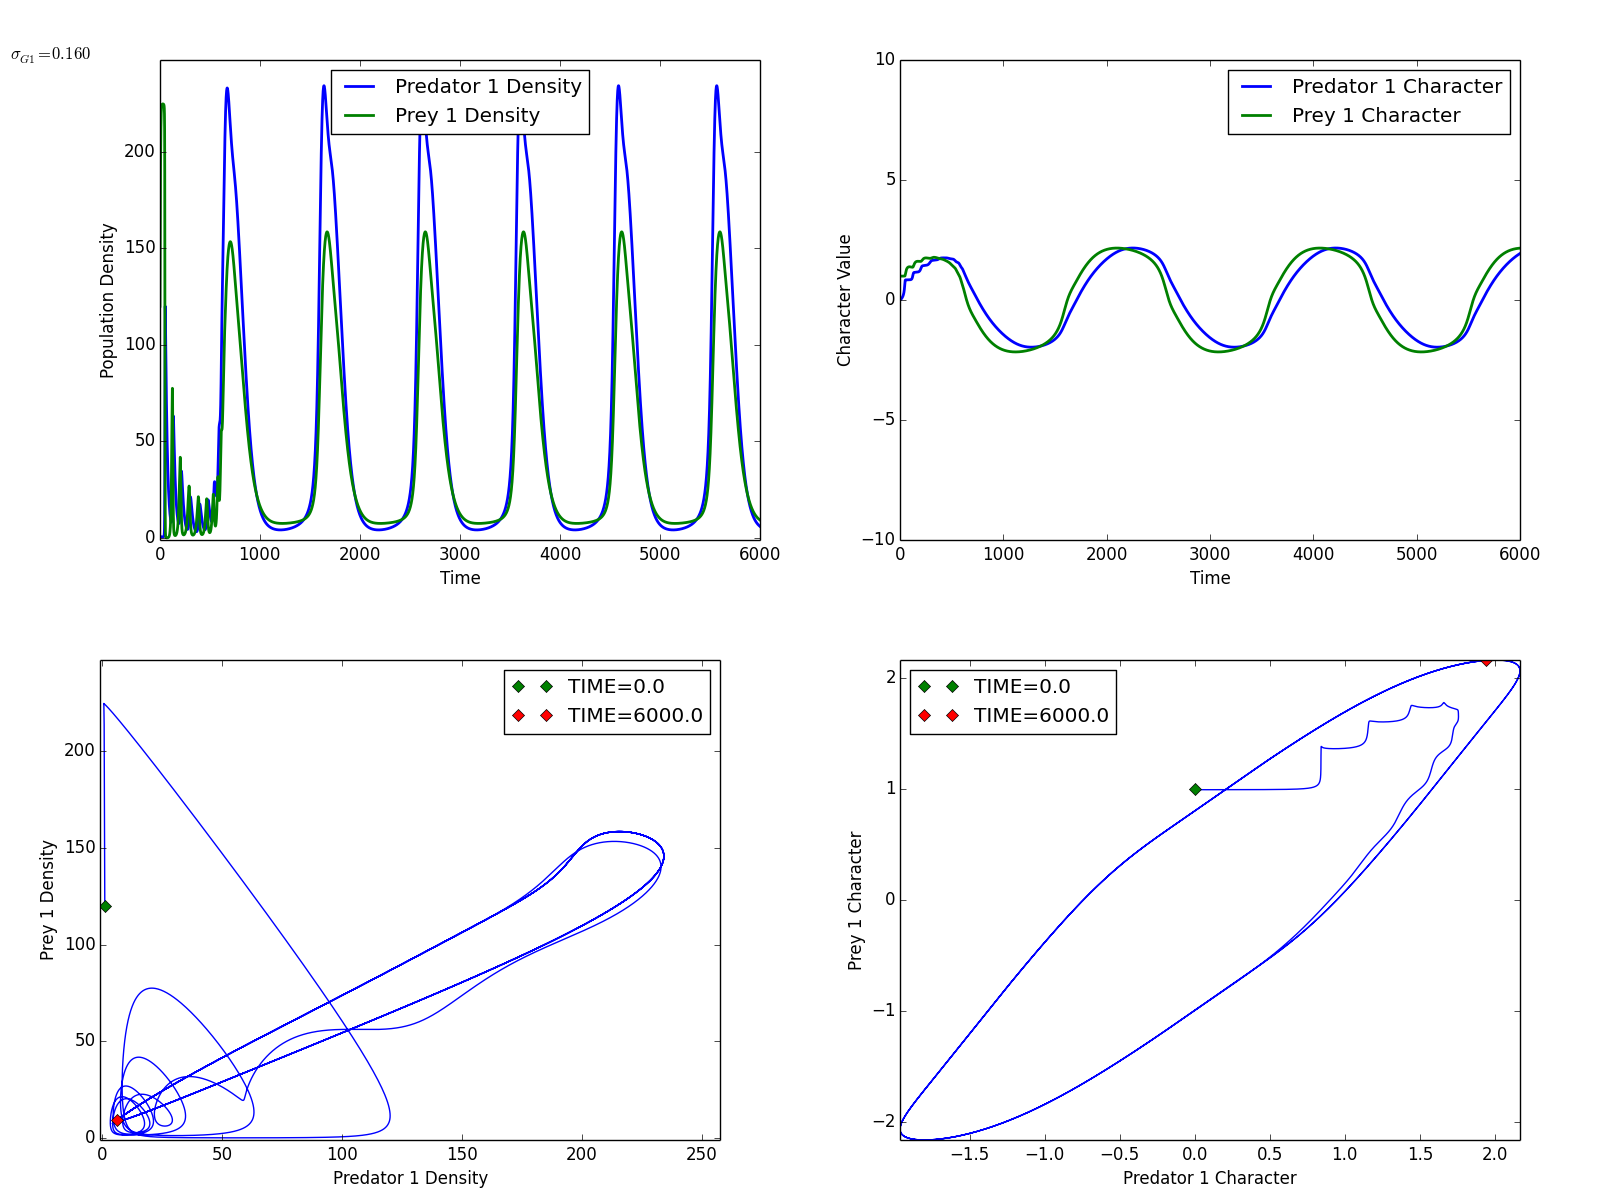 σG1=0.160
Predator 1 Density
Prey 1 Density
200
150
100
50
0
Population Density
0 1000 2000 3000 4000 5000 6000
Time
Predator 1 Character
Prey 1 Character
10
5
0
−5
−10
Character Value
0 1000 2000 3000 4000 5000 6000
Time
TIME=0.0
TIME=6000.0
200
150
100
50
0
Prey 1 Density
0 50 100 150 200 250
Predator 1 Density
TIME=0.0
TIME=6000.0
2
1
0
−1
−2
Prey 1 Character
−1.5 −1.0 −0.5 0.0 0.5 1.0 1.5 2.0
Predator 1 Character